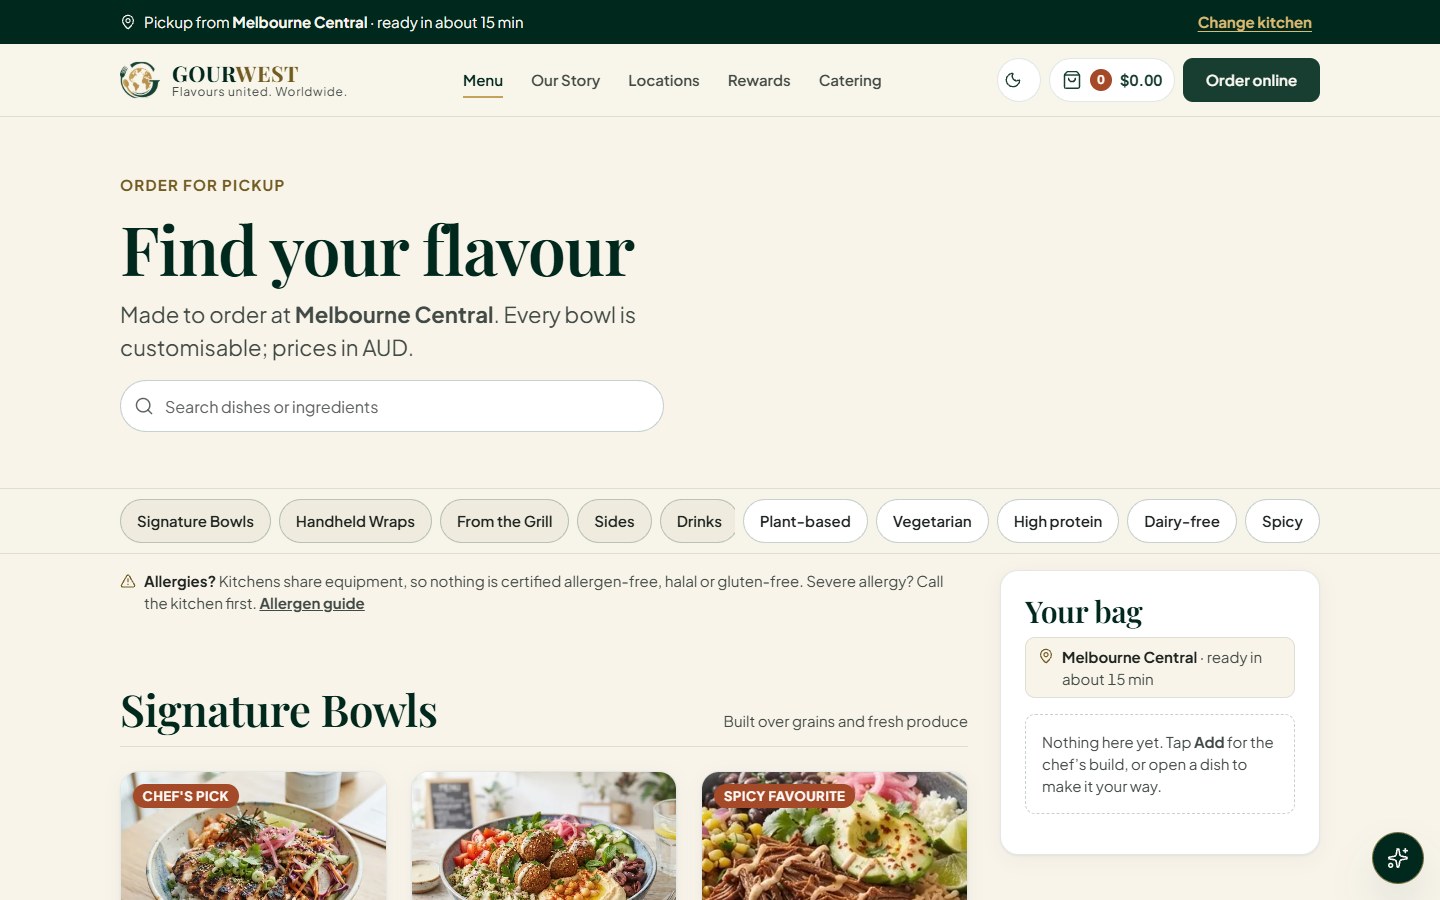 Pickup from Melbourne Central · ready in about 15 min
Change kitchen
GOURWEST
Flavours united. Worldwide.
Menu
Our Story
Locations
Rewards
Catering
0
$0.00
Order online
ORDER FOR PICKUP
Find your flavour
Made to order at Melbourne Central. Every bowl is
customisable; prices in AUD.
Search dishes or ingredients
Signature Bowls
Handheld Wraps
From the Grill
Sides
Drinks
Plant-based
Vegetarian
High protein
Dairy-free
Spicy
Allergies? Kitchens share equipment, so nothing is certified allergen-free, halal or gluten-free. Severe allergy? Call
the kitchen first. Allergen guide
Signature Bowls
Built over grains and fresh produce
CHEF'S PICK
SPICY FAVOURITE
Your bag
Melbourne Central · ready in
about 15 min
Nothing here yet. Tap Add for the
chef's build, or open a dish to
make it your way.